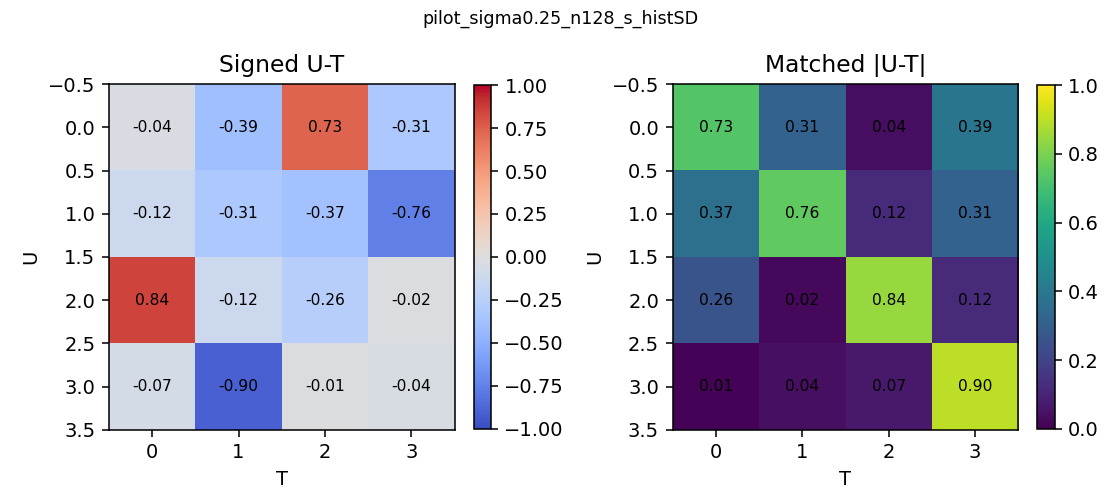 pilot_sigma0.25_n128_s_histSD
Signed U-T
−0.5
0.0
0.5
1.0
1.5
2.0
2.5
3.0
3.5
U
-0.04 -0.39 0.73 -0.31
-0.12 -0.31 -0.37 -0.76
0.84 -0.12 -0.26 -0.02
-0.07 -0.90 -0.01 -0.04
0 1 2 3
T
1.00
0.75
0.50
0.25
0.00
−0.25
−0.50
−0.75
−1.00
Matched |U-T|
−0.5
0.0
0.5
1.0
1.5
2.0
2.5
3.0
3.5
U
0.73 0.31 0.04 0.39
0.37 0.76 0.12 0.31
0.26 0.02 0.84 0.12
0.01 0.04 0.07 0.90
0 1 2 3
T
1.0
0.8
0.6
0.4
0.2
0.0